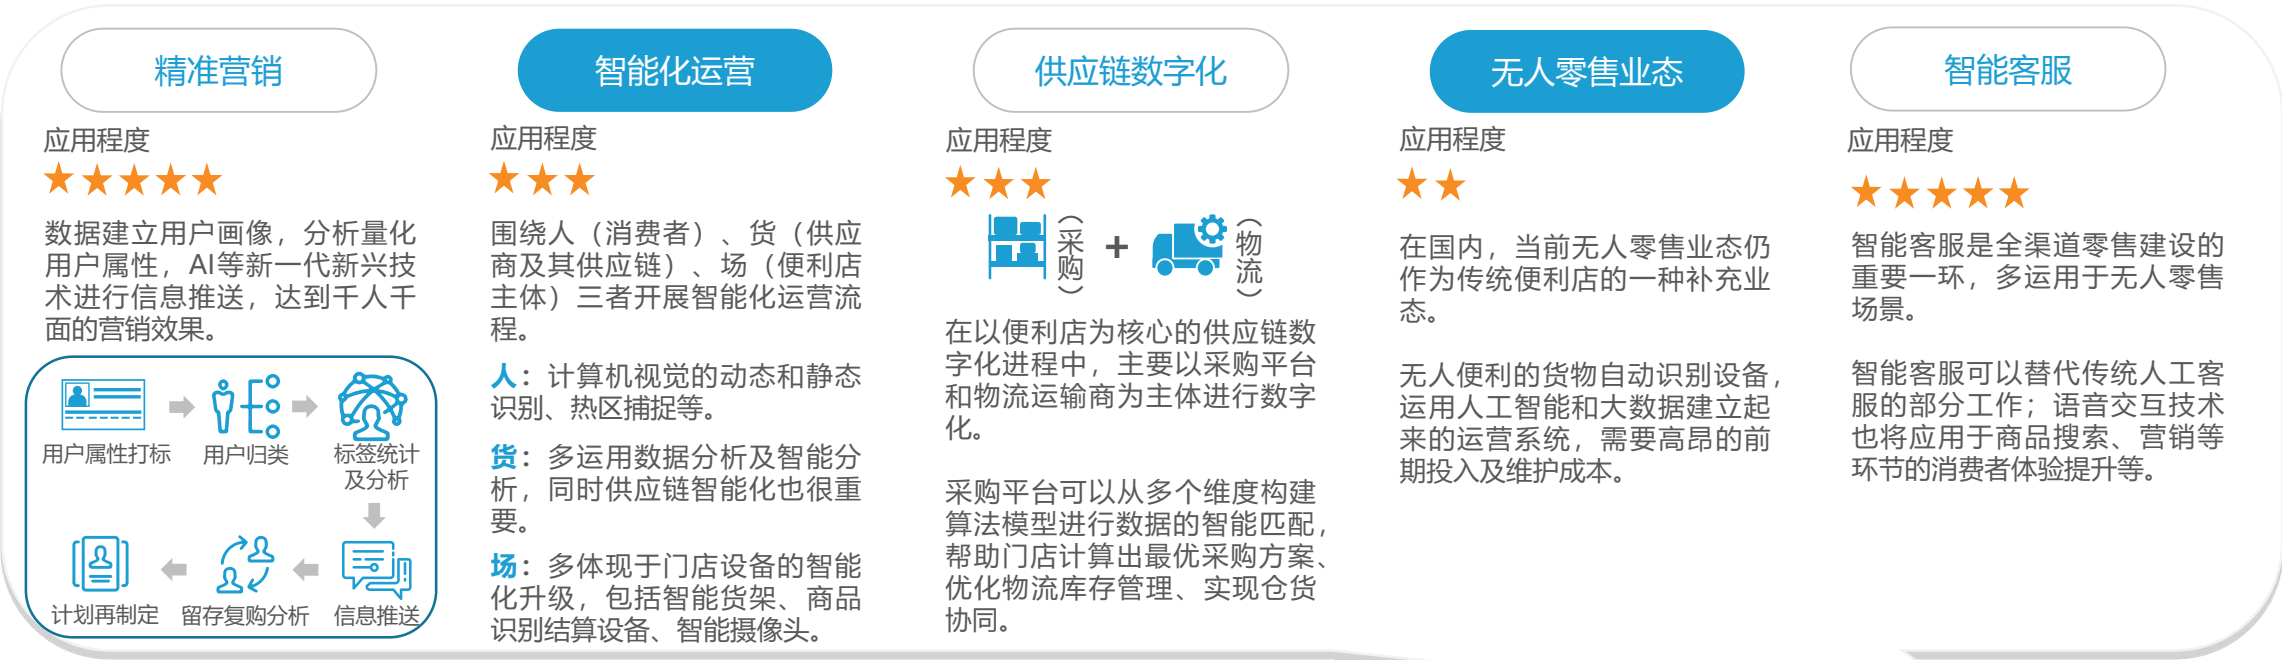 精准营销
应用程度
数据建立用户画像，分析量化
用户属性，AI等新一代新兴技
术进行信息推送，达到千人千
面的营销效果。
用户属性打标
用户归类
标签统计
及分析
计划再制定
留存复购分析
信息推送
智能化运营
应用程度
围绕人（消费者）、货（供应
商及其供应链）、场（便利店
主体）三者开展智能化运营流
程。
人：计算机视觉的动态和静态
识别、热区捕捉等。
货：多运用数据分析及智能分
析，同时供应链智能化也很重
要。
场：多体现于门店设备的智能
化升级，包括智能货架、商品
识别结算设备、智能摄像头。
供应链数字化
应用程度
（采购）
+
（物流）
在以便利店为核心的供应链数
字化进程中，主要以采购平台
和物流运输商为主体进行数字
化。
采购平台可以从多个维度构建
算法模型进行数据的智能匹配，
帮助门店计算出最优采购方案、
优化物流库存管理、实现仓货
协同。
无人零售业态
应用程度
在国内，当前无人零售业态仍
作为传统便利店的一种补充业
态。
无人便利的货物自动识别设备，
运用人工智能和大数据建立起
来的运营系统，需要高昂的前
期投入及维护成本。
智能客服
应用程度
智能客服是全渠道零售建设的
重要一环，多运用于无人零售
场景。
智能客服可以替代传统人工客
服的部分工作；语音交互技术
也将应用于商品搜索、营销等
环节的消费者体验提升等。